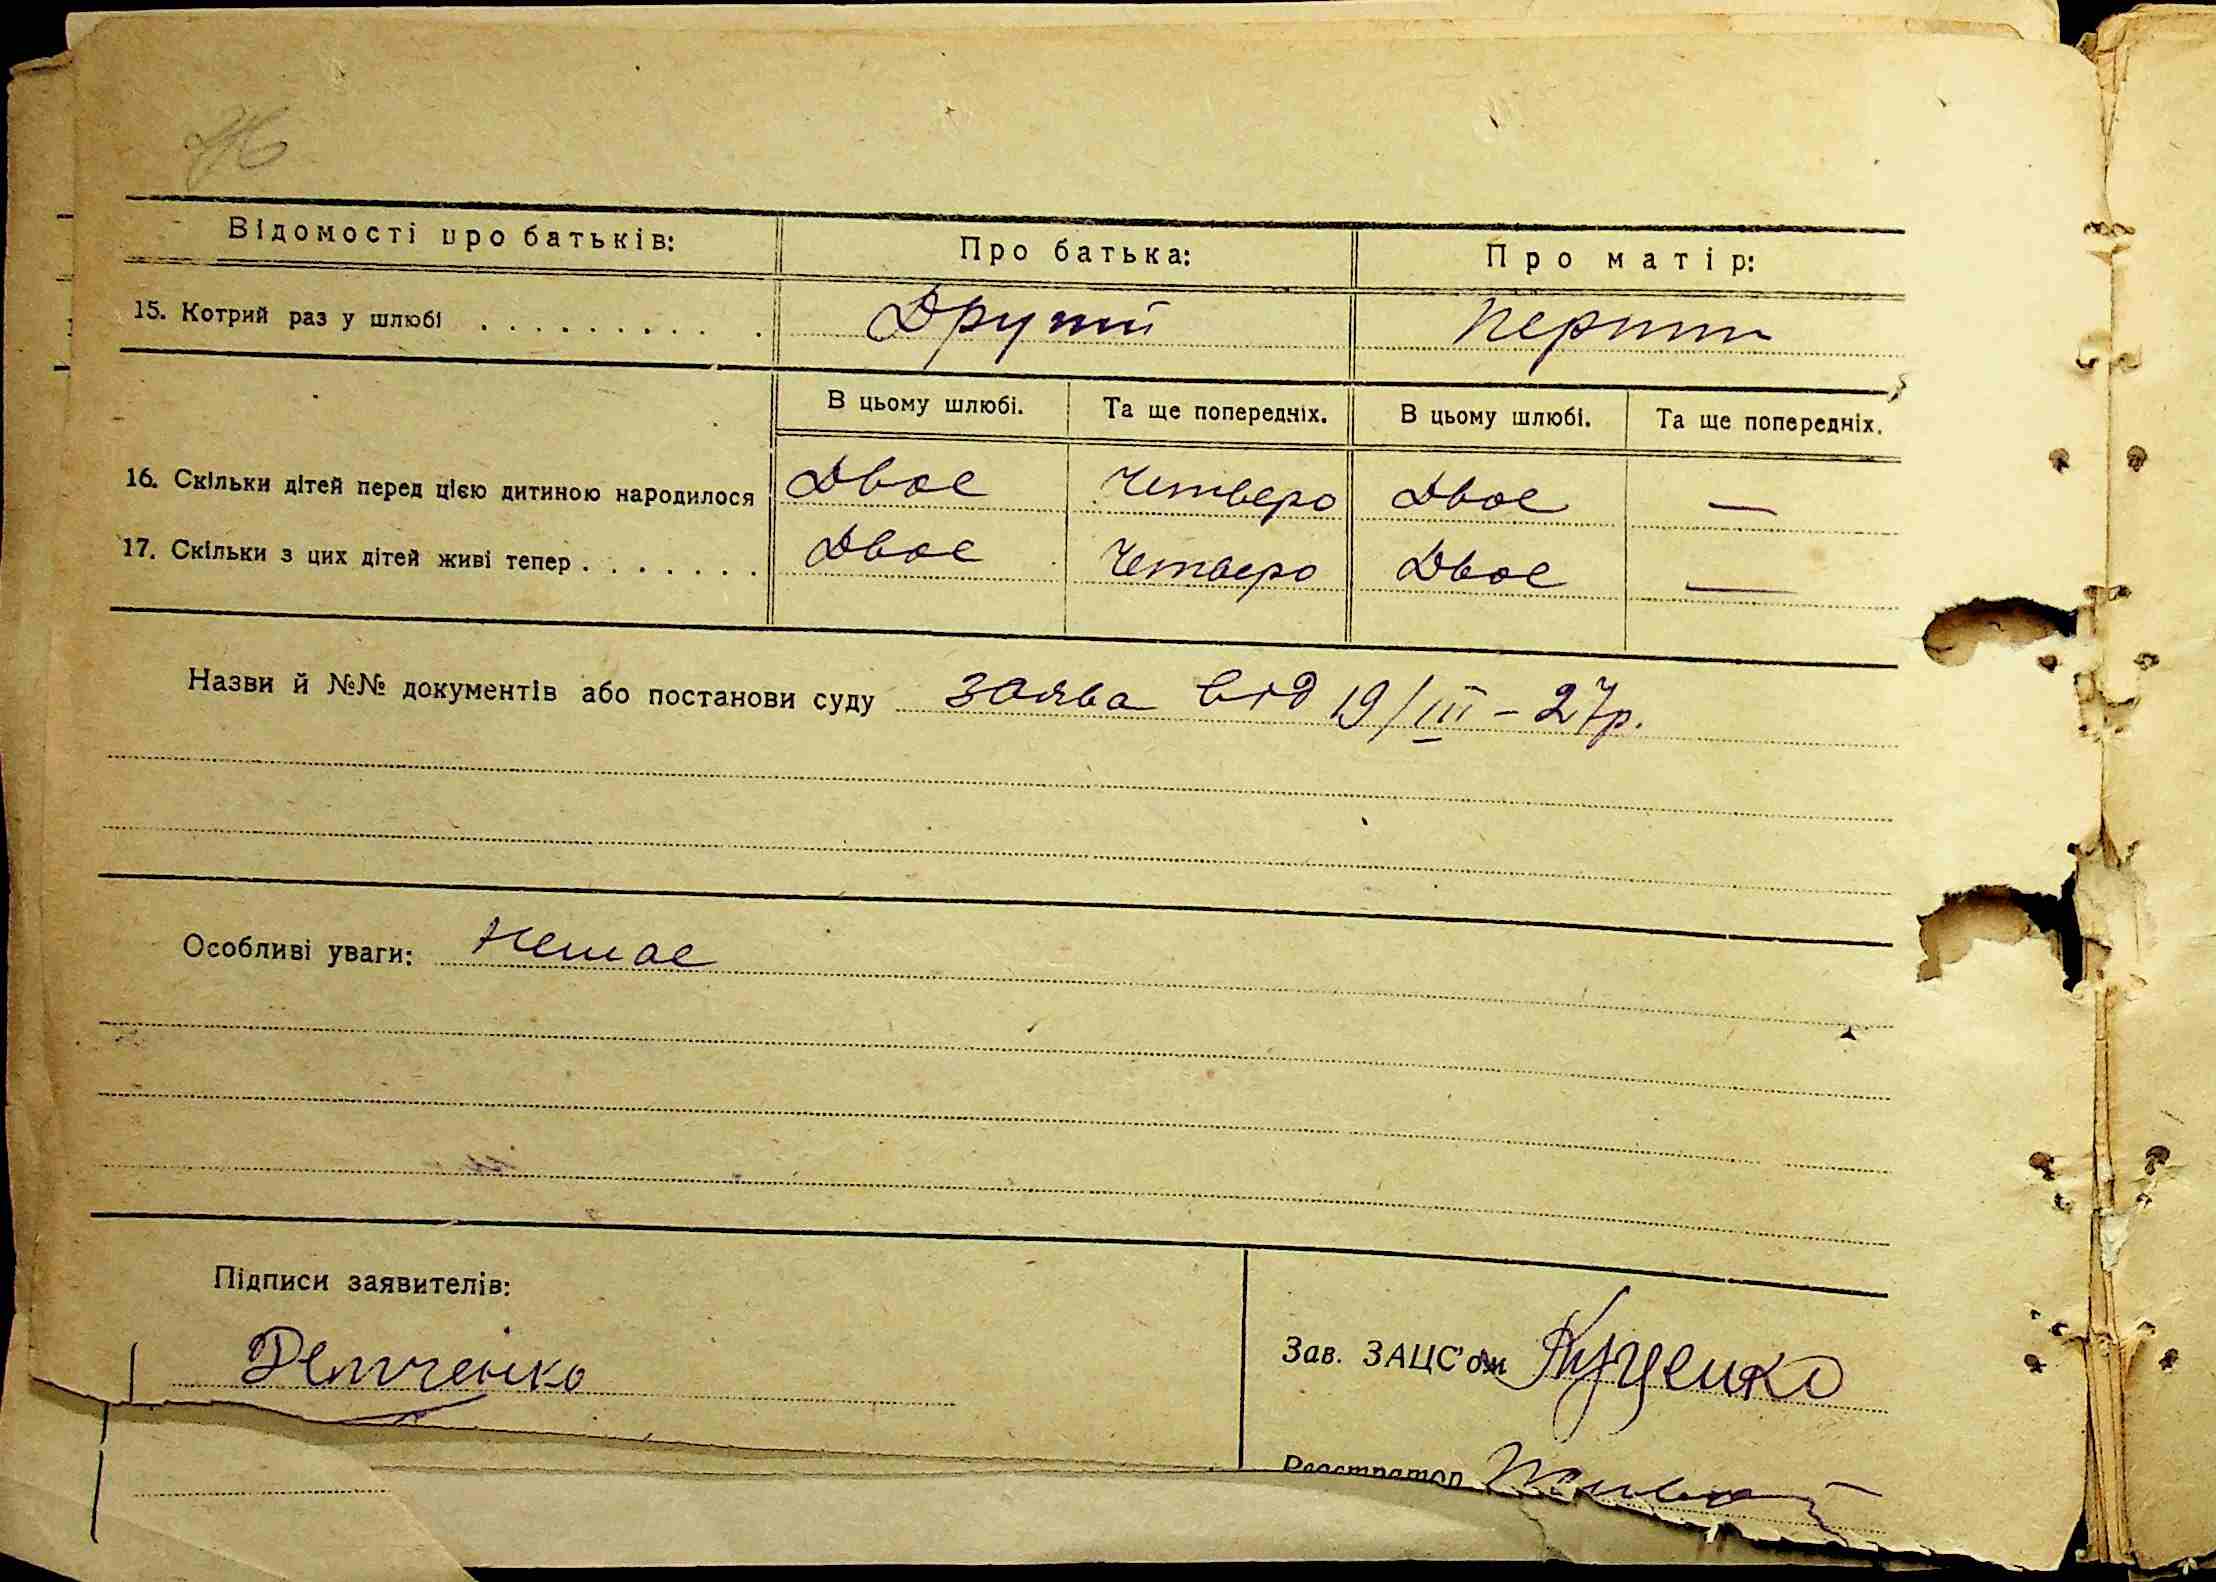 Відомості про батьків: Про батька: Про матір:
15. Котрий раз у шлюбі . . . . . . . . . . Другий Перший
В цьому шлюбі. Та ще попередніх. В цьому шлюбі. Та ще попередніх.
16. Скільки дітей перед цією дитиною народилося Двое Четверо Двое —
17. Скільки з цих дітей живі тепер . . . . . . . Двое Четверо Двое —
Назви й №№ документів або постанови суду заява від 19/III – 27р.
Особливі уваги: немає
Підписи заявителів:
Зав. ЗАЦС'ом Куценко
Демченко
Реєстратор